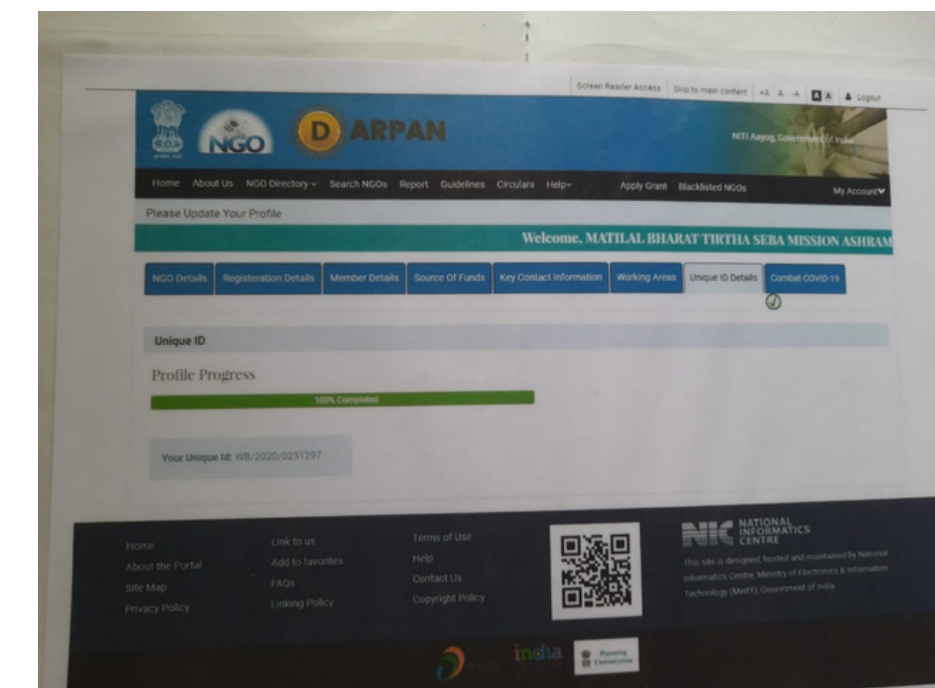 Screen Reader Access Skip to main content +A A -A A A Logout
NGO DARPAN
NITI Aayog, Government of India
Home About Us NGO Directory Search NGOs Report Guidelines Circulars Help Apply Grant Blacklisted NGOs My Account
Please Update Your Profile
Welcome, MATILAL BHARAT TIRTHA SEBA MISSION ASHRAM
NGO Details Registeration Details Member Details Source Of Funds Key Contact Information Working Areas Unique ID Details Combat COVID-19
Unique ID
Profile Progress
100% Completed
Your Unique Id: WB/2020/0251297
Home Link to us Terms of Use
About the Portal Add to favorites Help
Site Map FAQs Contact Us
Privacy Policy Linking Policy Copyright Policy
NIC NATIONAL INFORMATICS CENTRE
This site is designed, hosted and maintained by National
Informatics Centre, Ministry of Electronics & Information
Technology (MeitY), Government of India.
india
Planning
Commission